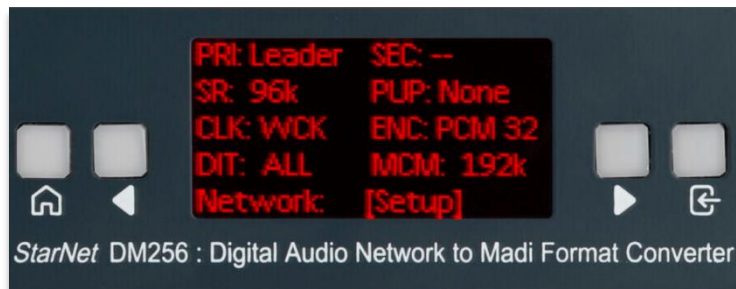 PRI: Leader SEC: --
SR: 96k PUP: None
CLK: WCK ENC: PCM 32
DIT: ALL MCM: 192k
Network: [Setup]
StarNet DM256 : Digital Audio Network to Madi Format Converter